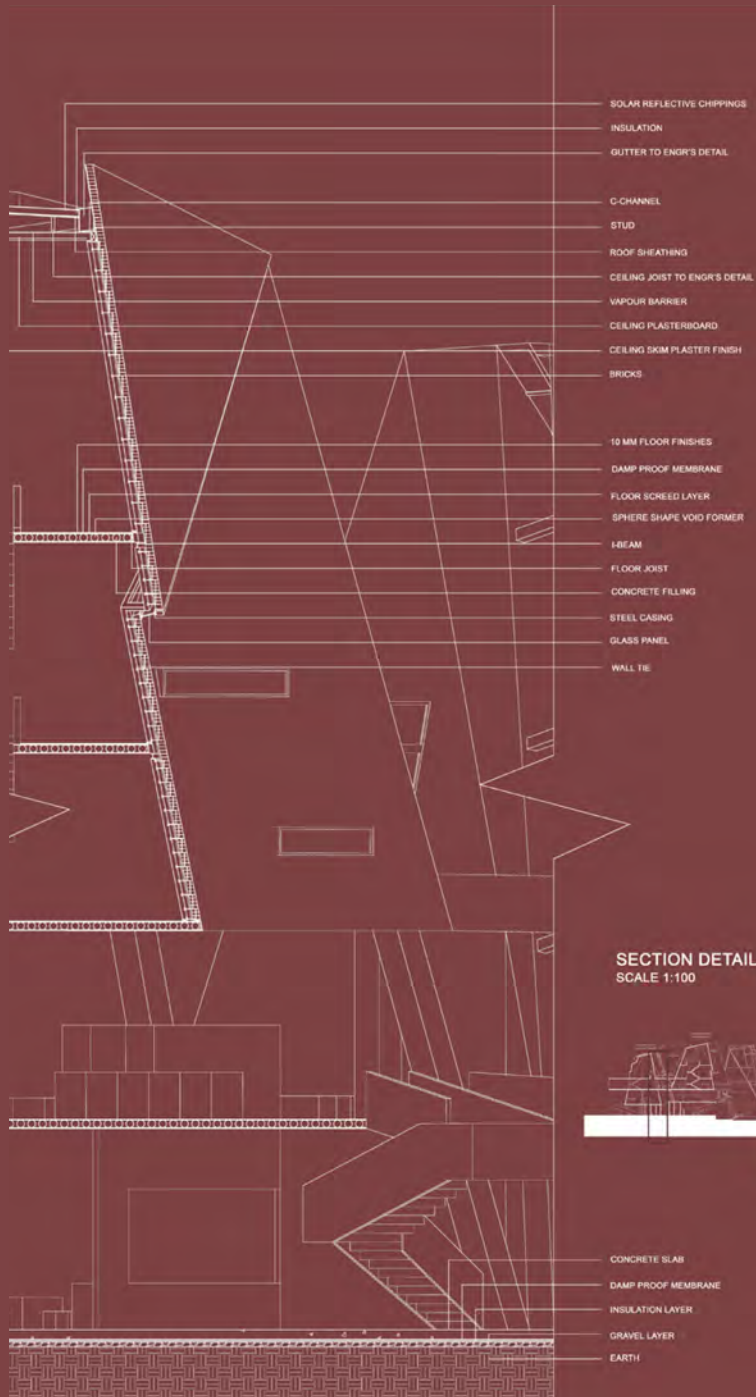 SOLAR REFLECTIVE CHIPPINGS
INSULATION
GUTTER TO ENGR'S DETAIL
C-CHANNEL
STUD
ROOF SHEATHING
CEILING JOIST TO ENGR'S DETAIL
VAPOUR BARRIER
CEILING PLASTERBOARD
CEILING SKIM PLASTER FINISH
BRICKS
10 MM FLOOR FINISHES
DAMP PROOF MEMBRANE
FLOOR SCREED LAYER
SPHERE SHAPE VOID FORMER
I-BEAM
FLOOR JOIST
CONCRETE FILLING
STEEL CASING
GLASS PANEL
WALL TIE
SECTION DETAIL
SCALE 1:100
CONCRETE SLAB
DAMP PROOF MEMBRANE
INSULATION LAYER
GRAVEL LAYER
EARTH